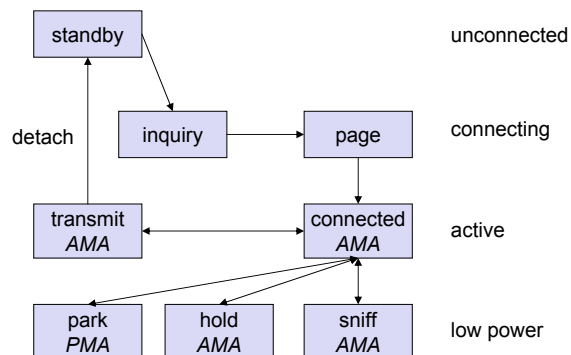 standby
unconnected
detach
inquiry
page
connecting
transmit
AMA
connected
AMA
active
park
PMA
hold
AMA
sniff
AMA
low power